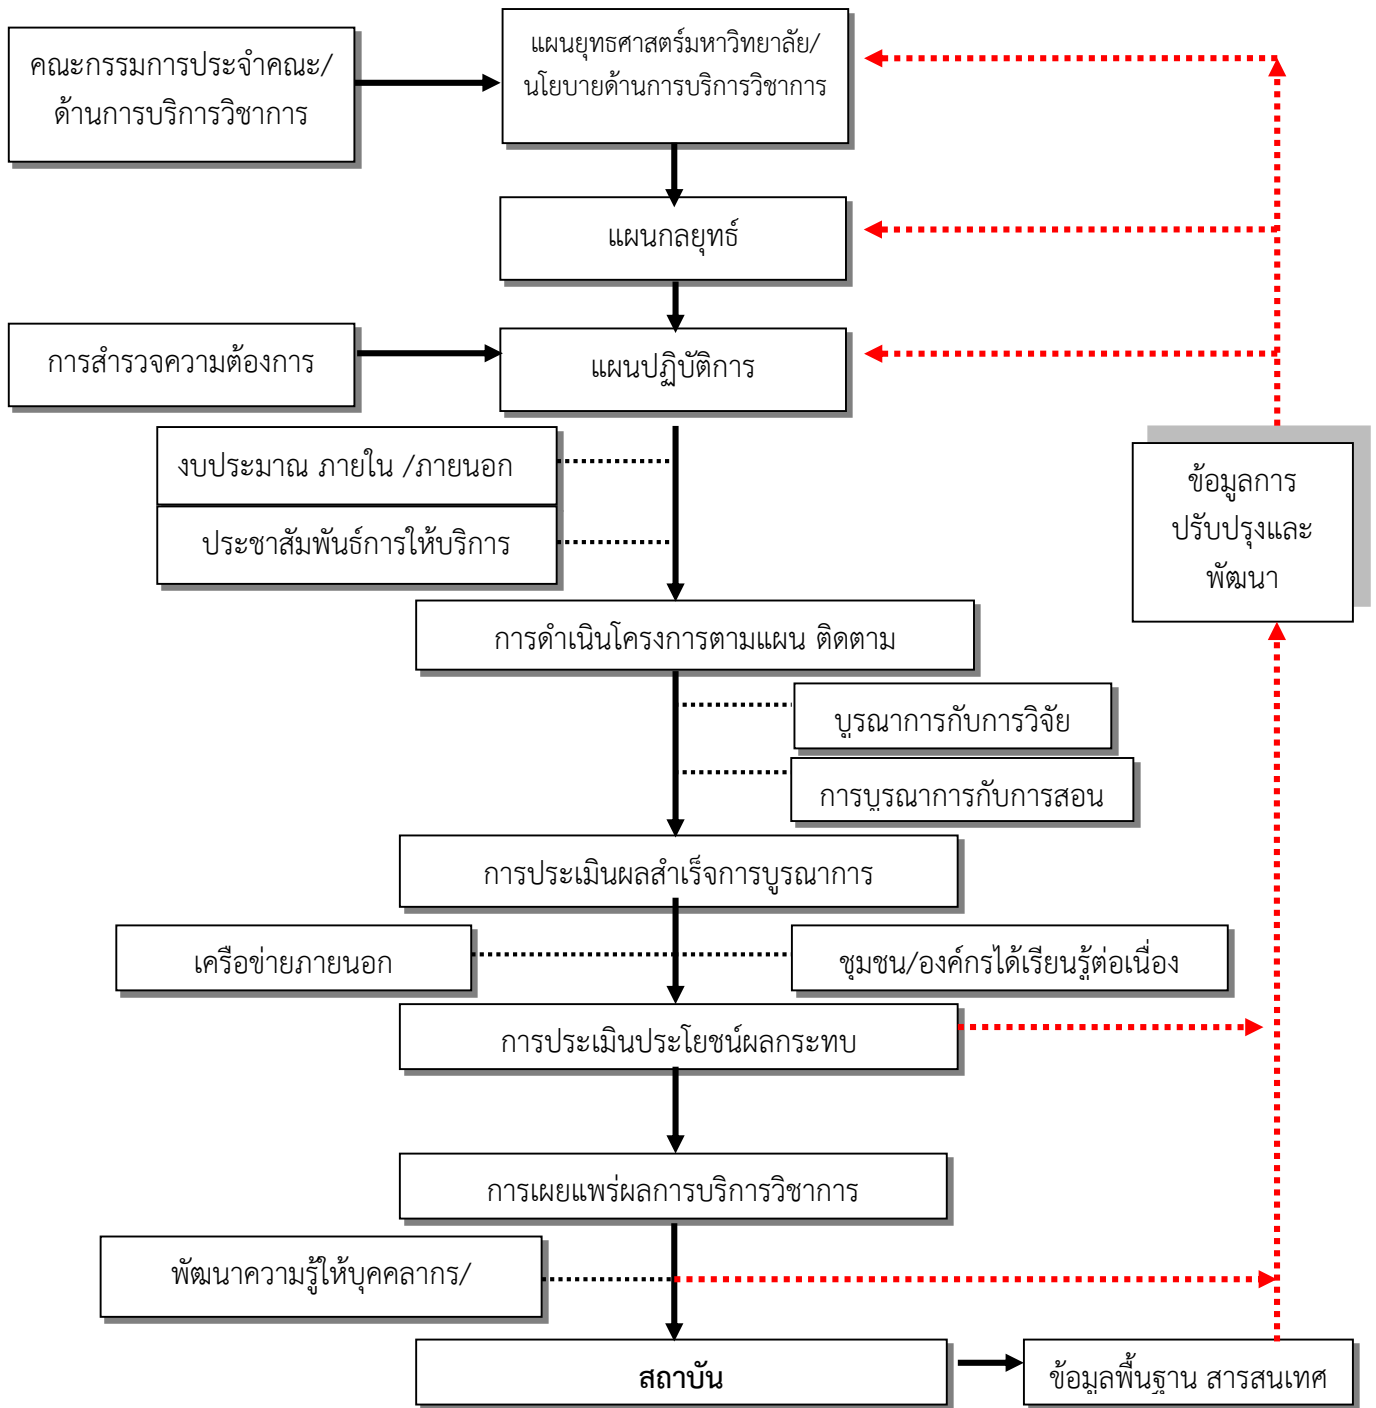 คณะกรรมการประจำคณะ/
ด้านการบริการวิชาการ
แผนยุทธศาสตร์มหาวิทยาลัย/
นโยบายด้านการบริการวิชาการ
แผนกลยุทธ์
การสำรวจความต้องการ
แผนปฏิบัติการ
งบประมาณ ภายใน /ภายนอก
ประชาสัมพันธ์การให้บริการ
ข้อมูลการ
ปรับปรุงและ
พัฒนา
การดำเนินโครงการตามแผน ติดตาม
บูรณาการกับการวิจัย
การบูรณาการกับการสอน
การประเมินผลสำเร็จการบูรณาการ
เครือข่ายภายนอก
ชุมชน/องค์กรได้เรียนรู้ต่อเนื่อง
การประเมินประโยชน์ผลกระทบ
การเผยแพร่ผลการบริการวิชาการ
พัฒนาความรู้ให้บุคคลากร/
สถาบัน
ข้อมูลพื้นฐาน สารสนเทศ